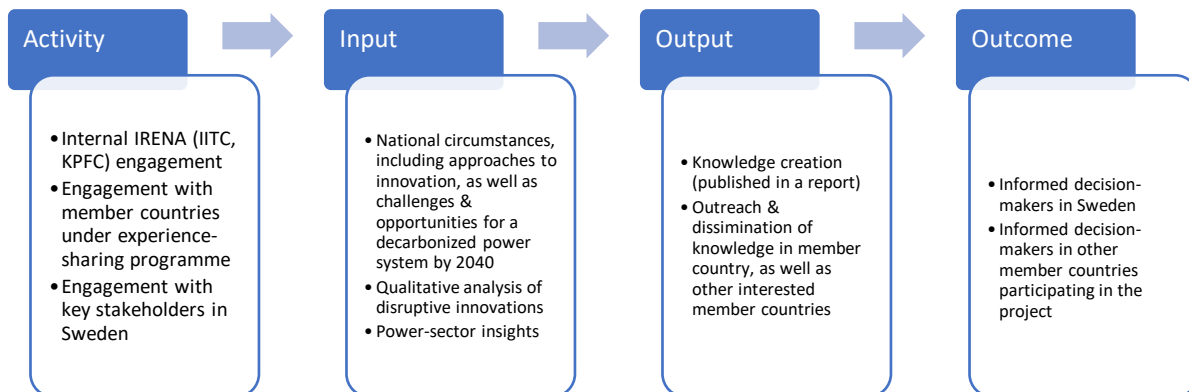 Activity
• Internal IRENA (IITC,
KPFC) engagement
• Engagement with
member countries
under experience-
sharing programme
• Engagement with
key stakeholders in
Sweden
Input
• National circumstances,
including approaches to
innovation, as well as
challenges &
opportunities for a
decarbonized power
system by 2040
• Qualitative analysis of
disruptive innovations
• Power-sector insights
Output
• Knowledge creation
(published in a report)
• Outreach &
dissimination of
knowledge in member
country, as well as
other interested
member countries
Outcome
• Informed decision-
makers in Sweden
• Informed decision-
makers in other
member countries
participating in the
project